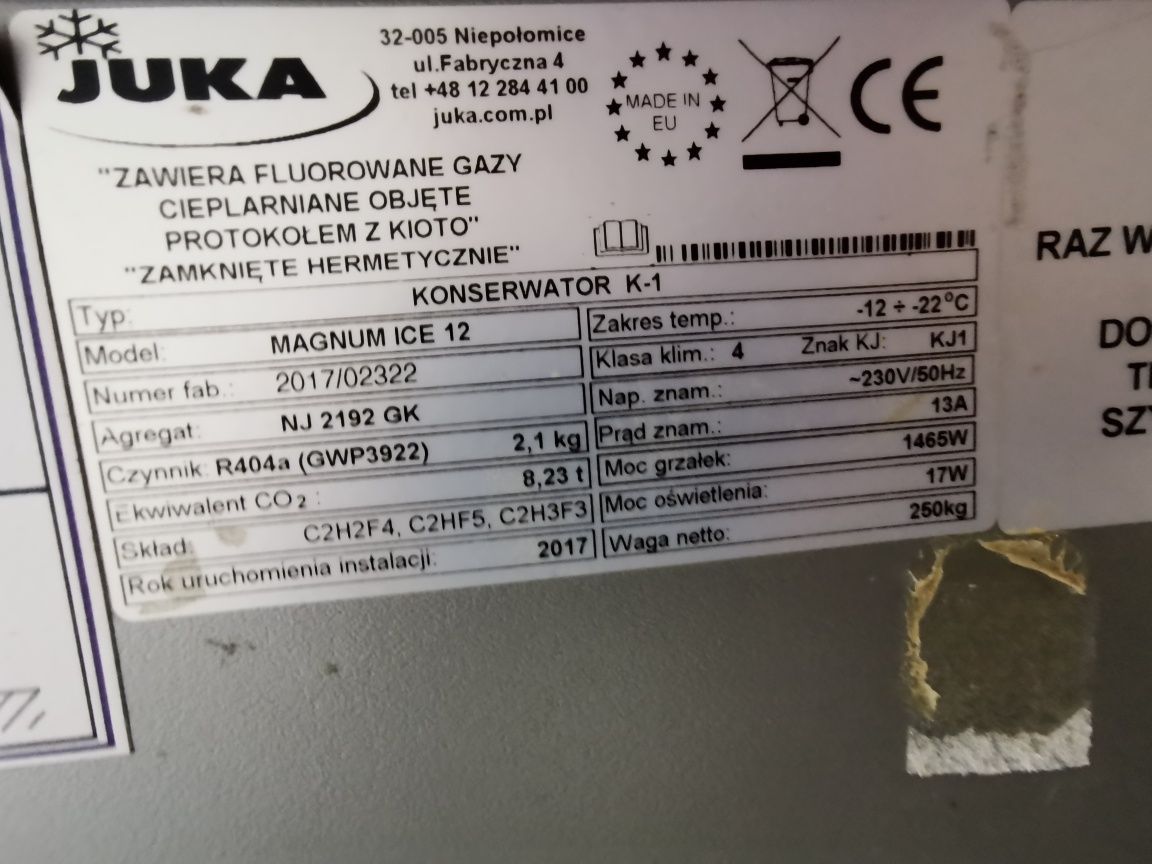 JUKA
32-005 Niepołomice
ul.Fabryczna 4
tel +48 12 284 41 00
juka.com.pl
MADE IN
EU
CE
"ZAWIERA FLUOROWANE GAZY
CIEPLARNIANE OBJĘTE
PROTOKOŁEM Z KIOTO"
"ZAMKNIĘTE HERMETYCZNIE"
Typ: KONSERWATOR K-1
Model: MAGNUM ICE 12
Numer fab.: 2017/02322
Agregat: NJ 2192 GK
Czynnik: R404a (GWP3922) 2,1 kg
Ekwiwalent CO2 : 8,23 t
Skład: C2H2F4, C2HF5, C2H3F3
Rok uruchomienia instalacji: 2017
Zakres temp.: -12 ÷ -22°C
Klasa klim.: 4 Znak KJ: KJ1
Nap. znam.: ~230V/50Hz
Prąd znam.: 13A
Moc grzałek: 1465W
Moc oświetlenia: 17W
Waga netto: 250kg
RAZ W
DO
SZY